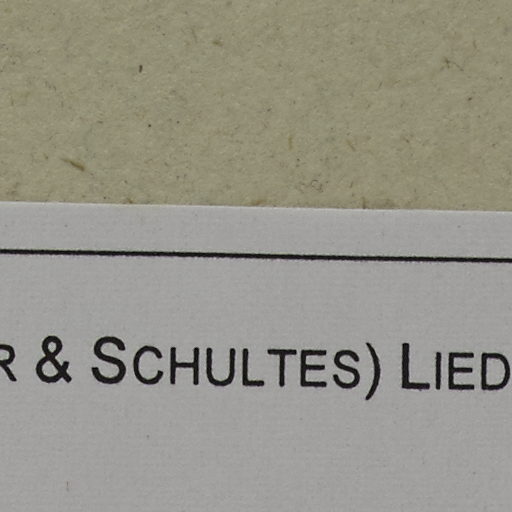 R & SCHULTES) LIED